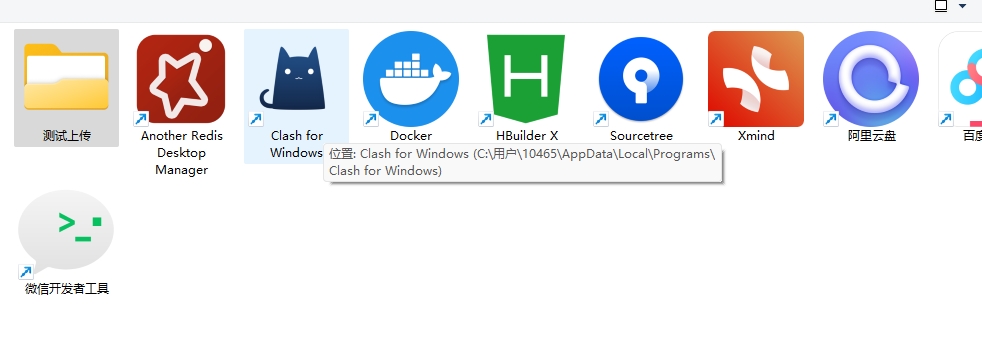 测试上传
Another Redis
Desktop
Manager
Clash for
Windows
Docker
HBuilder X
Sourcetree
Xmind
阿里云盘
百度
位置: Clash for Windows (C:\用户\10465\AppData\Local\Programs\
Clash for Windows)
微信开发者工具